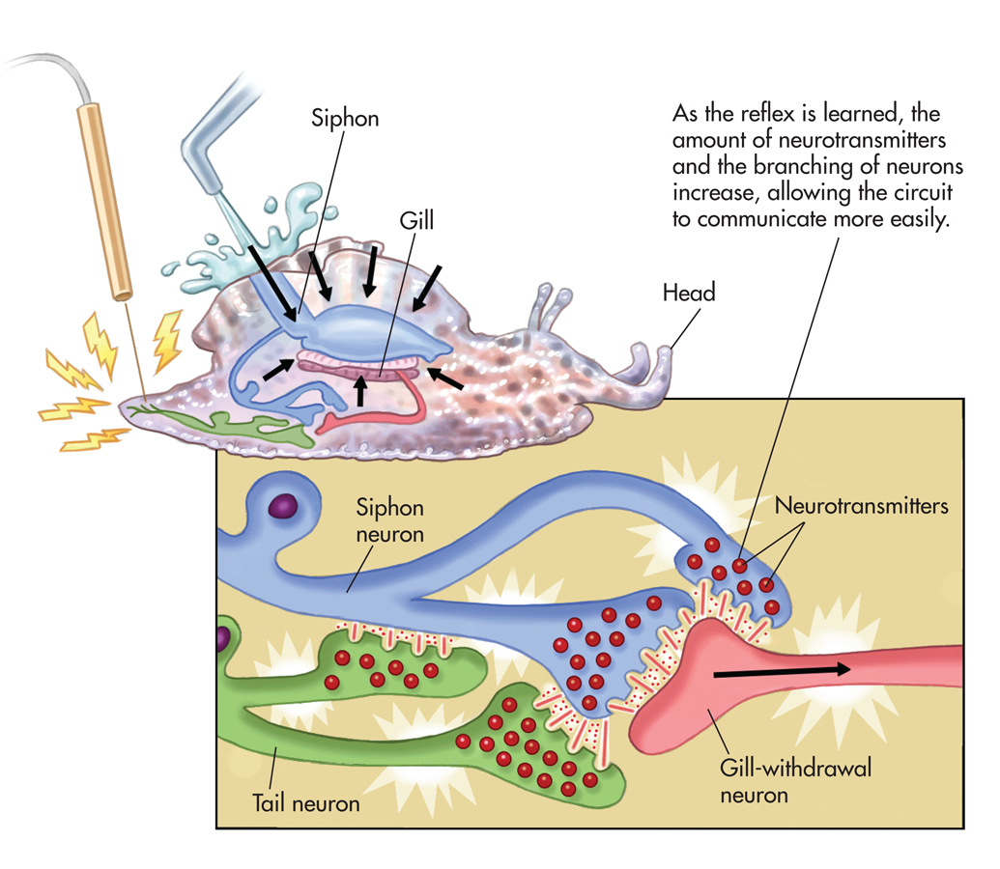 Siphon
As the reflex is learned, the
amount of neurotransmitters
and the branching of neurons
increase, allowing the circuit
to communicate more easily.
Gill
Head
Siphon
neuron
Neurotransmitters
Gill-withdrawal
neuron
Tail neuron